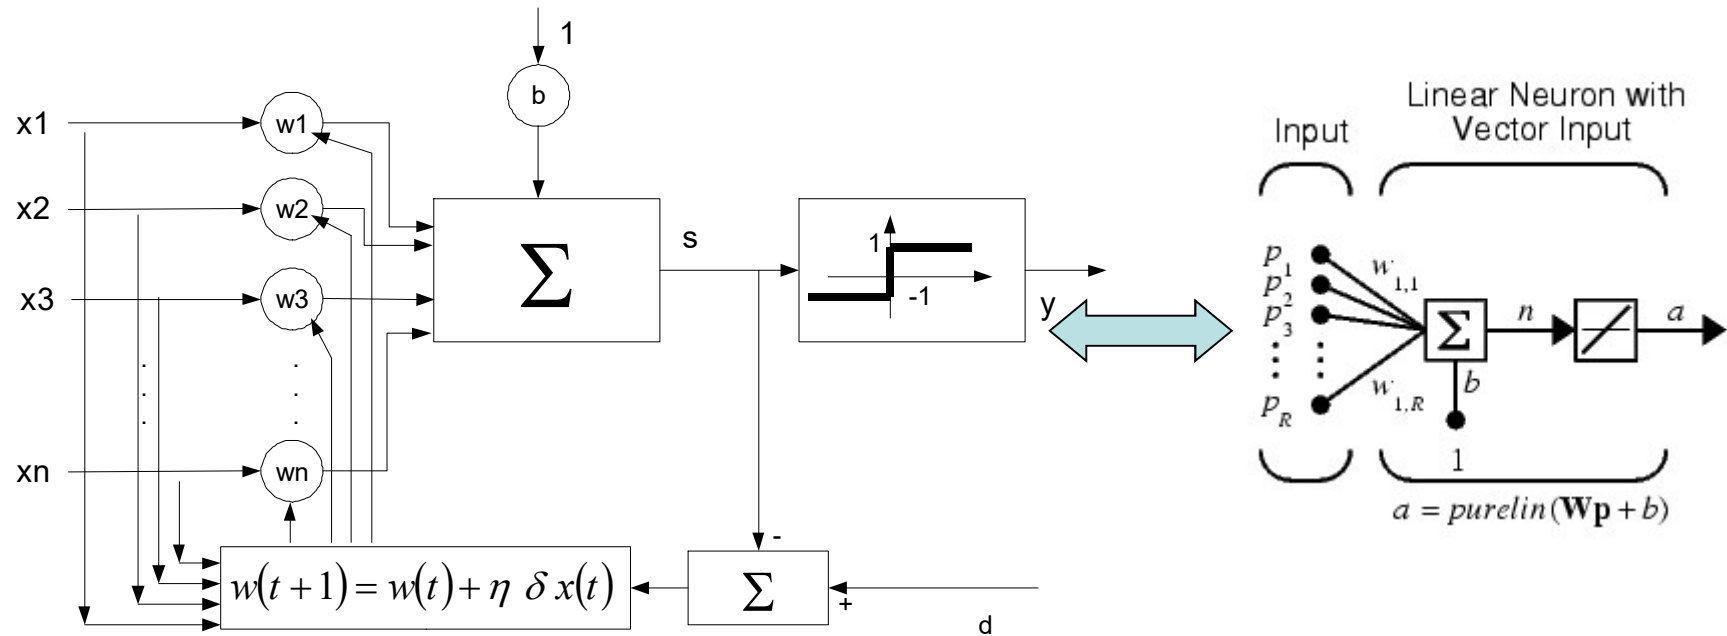 1
b
x1
w1
x2
w2
Σ
s
1
-1
y
x3
w3
xn
wn
w(t + 1) = w(t) + η δ x(t)
-
Σ
+
d
Linear Neuron with
Vector Input
Input
p1
w1,1
p2
p3
Σ
n
a
b
pR
w1,R
1
a = purelin(Wp + b)